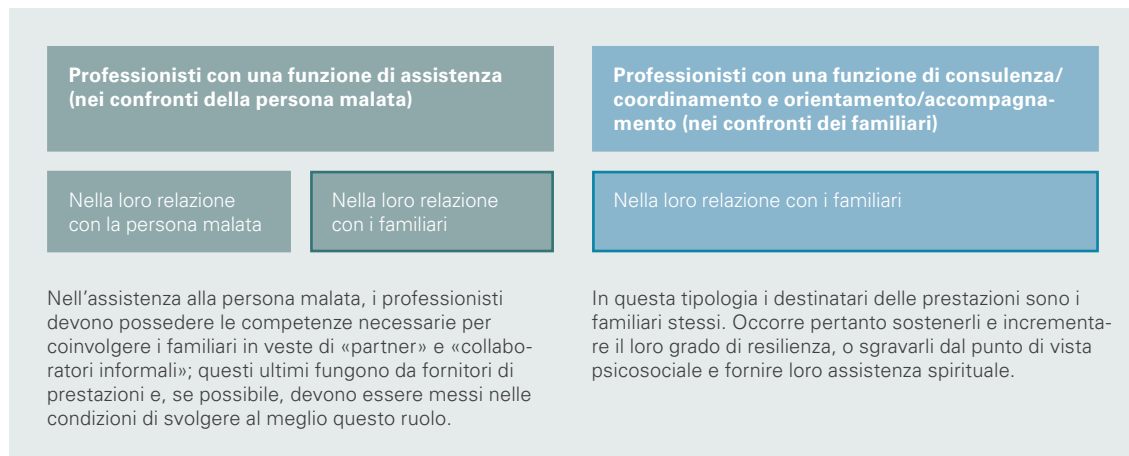 Professionisti con una funzione di assistenza
(nei confronti della persona malata)
Nella loro relazione
con la persona malata
Nella loro relazione
con i familiari
Nell'assistenza alla persona malata, i professionisti
devono possedere le competenze necessarie per
coinvolgere i familiari in veste di «partner» e «collabo-
ratori informali»; questi ultimi fungono da fornitori di
prestazioni e, se possibile, devono essere messi nelle
condizioni di svolgere al meglio questo ruolo.
Professionisti con una funzione di consulenza/
coordinamento e orientamento/accompagna-
mento (nei confronti dei familiari)
Nella loro relazione con i familiari
In questa tipologia i destinatari delle prestazioni sono i
familiari stessi. Occorre pertanto sostenerli e incrementa-
re il loro grado di resilienza, o sgravarli dal punto di vista
psicosociale e fornire loro assistenza spirituale.